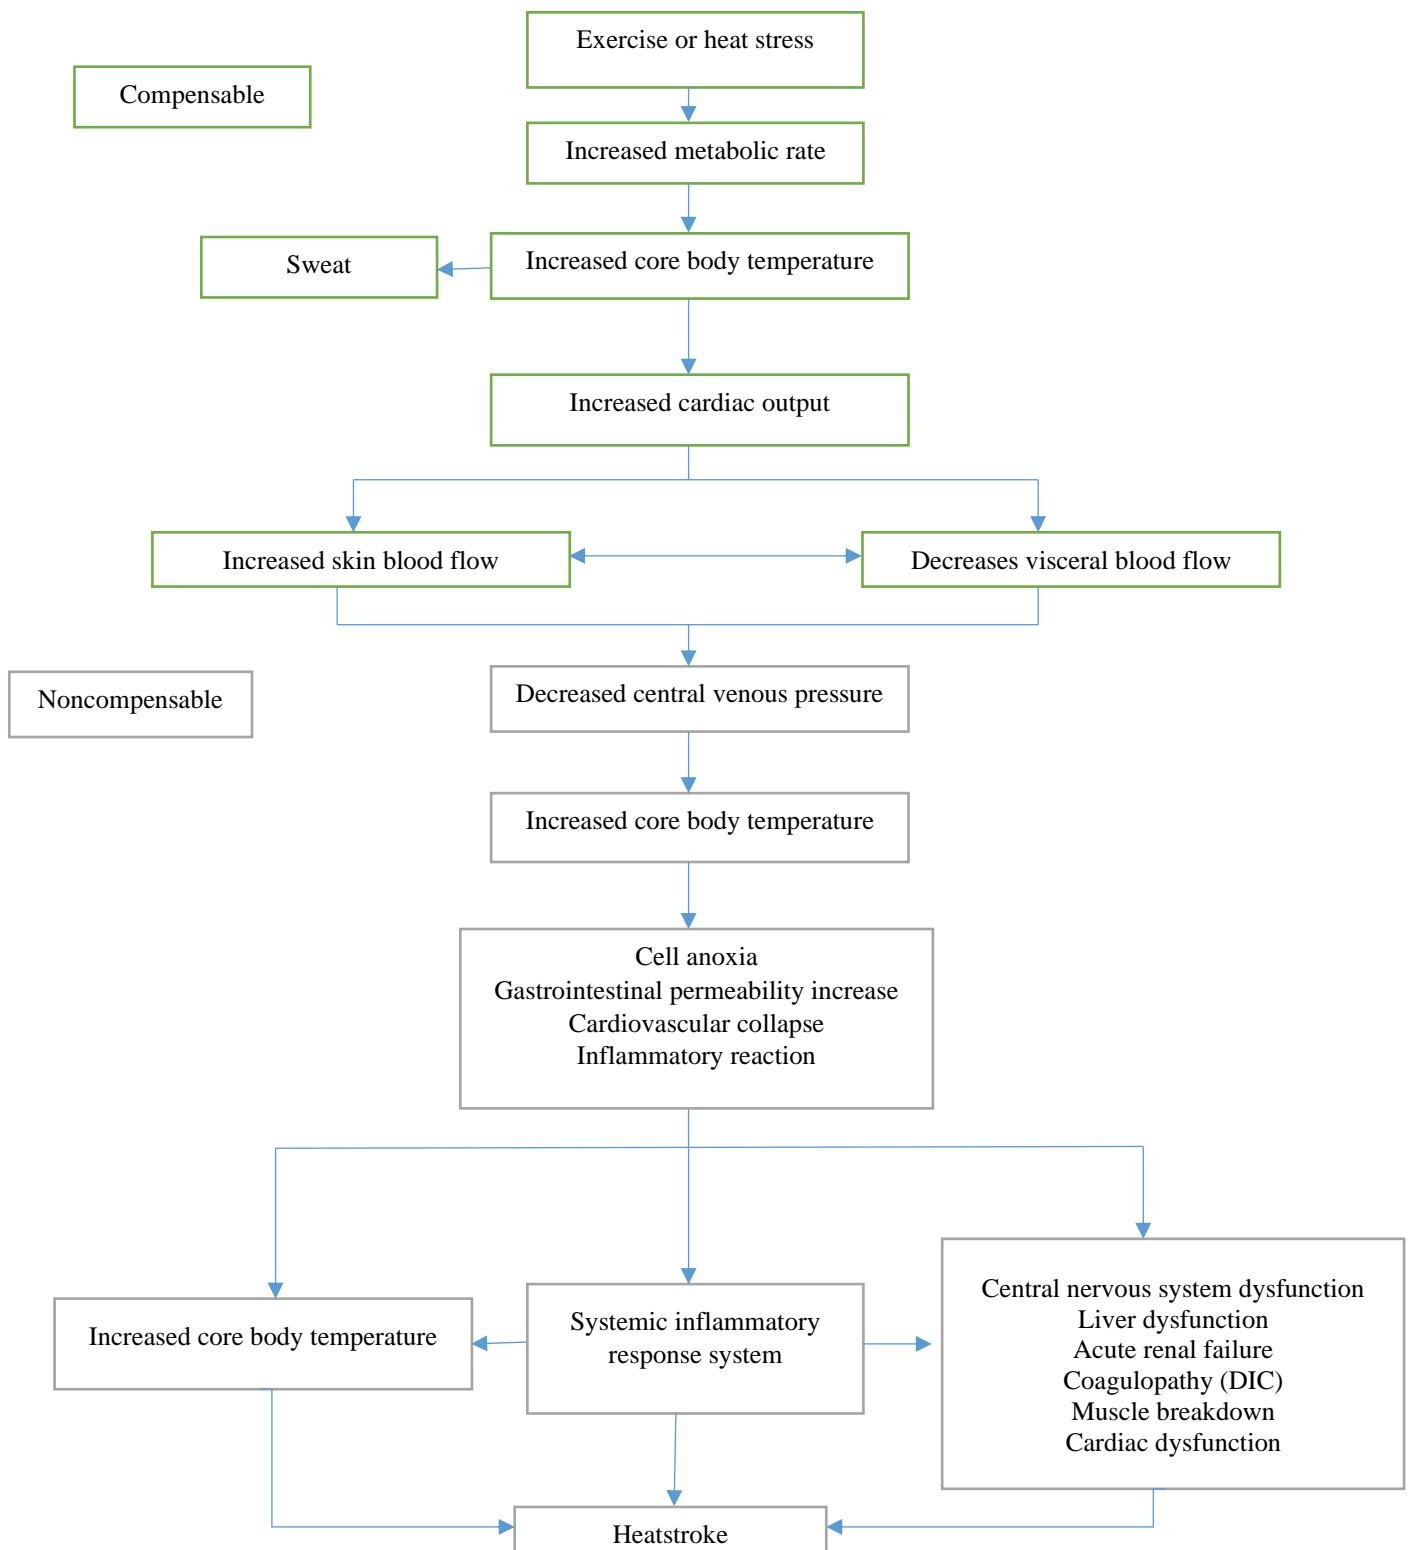 Exercise or heat stress
Compensable
Increased metabolic rate
Increased core body temperature
Sweat
Increased cardiac output
Increased skin blood flow
Decreases visceral blood flow
Noncompensable
Decreased central venous pressure
Increased core body temperature
Cell anoxia
Gastrointestinal permeability increase
Cardiovascular collapse
Inflammatory reaction
Increased core body temperature
Systemic inflammatory
response system
Central nervous system dysfunction
Liver dysfunction
Acute renal failure
Coagulopathy (DIC)
Muscle breakdown
Cardiac dysfunction
Heatstroke